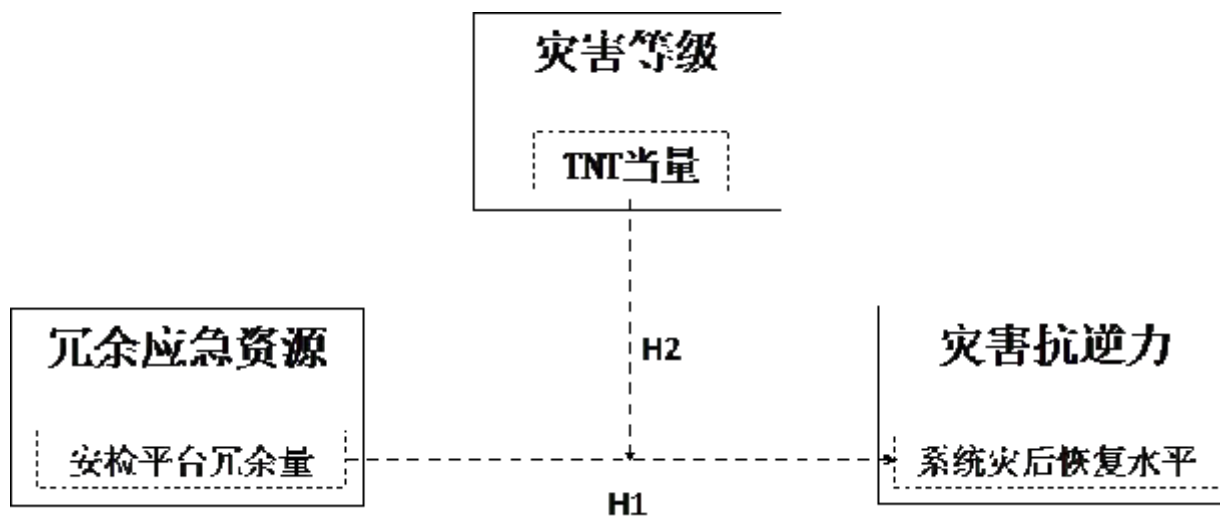 灾害等级
TNT当量
H2
冗余应急资源
灾害抗逆力
安检平台冗余量
系统灾后恢复水平
H1